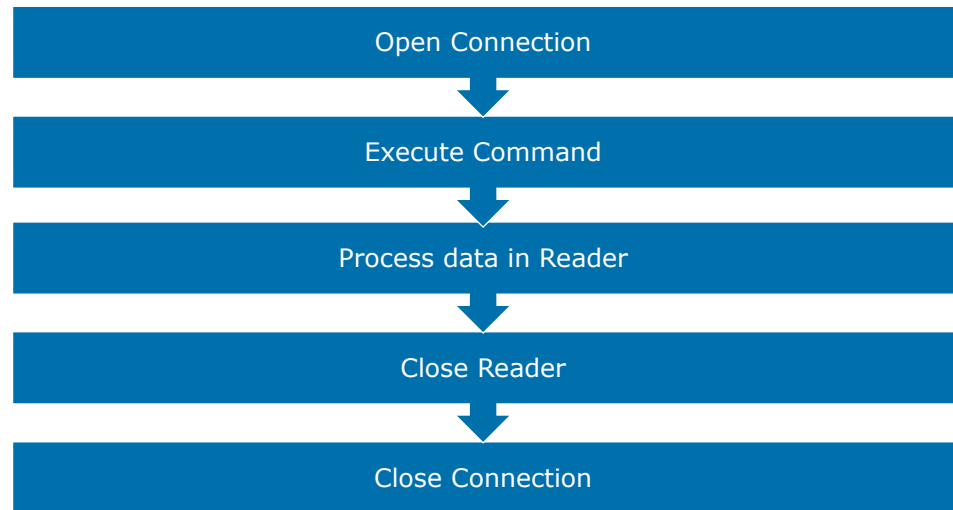 Open Connection
Execute Command
Process data in Reader
Close Reader
Close Connection